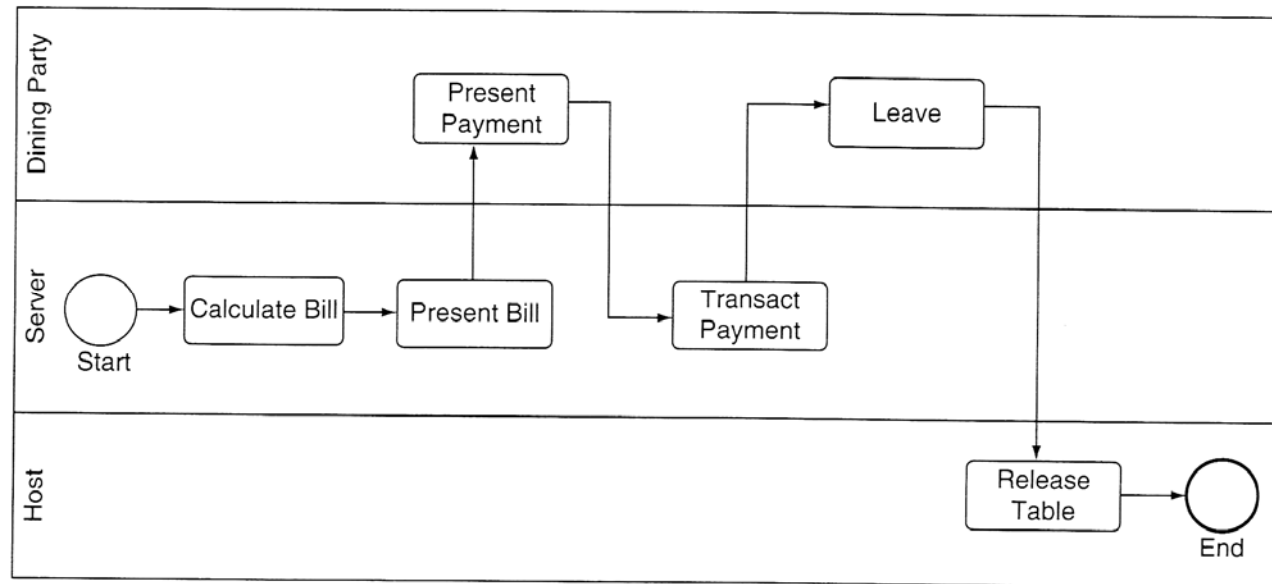 Dining Party
Present
Payment
Leave
Server
Start
Calculate Bill
Present Bill
Transact
Payment
Host
Release
Table
End